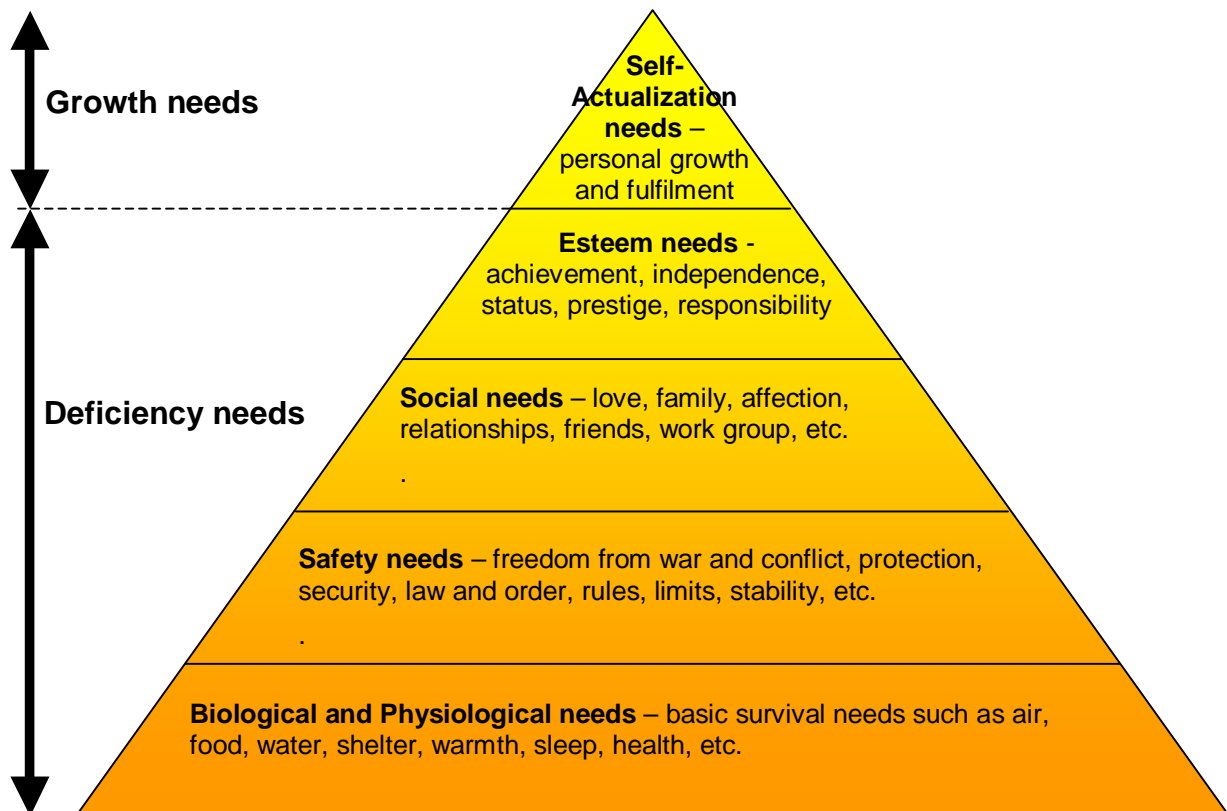 Growth needs
Self-
Actualization
needs –
personal growth
and fulfilment
Esteem needs -
achievement, independence,
status, prestige, responsibility
Deficiency needs
Social needs – love, family, affection,
relationships, friends, work group, etc.
.
Safety needs – freedom from war and conflict, protection,
security, law and order, rules, limits, stability, etc.
.
Biological and Physiological needs – basic survival needs such as air,
food, water, shelter, warmth, sleep, health, etc.